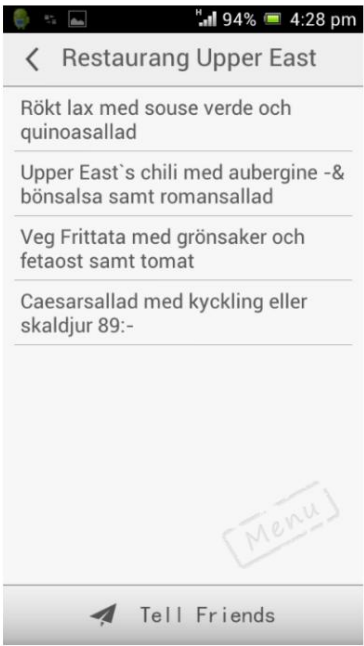 H 94% 4:28 pm
Restaurang Upper East
Rökt lax med souse verde och
quinoasallad
Upper East`s chili med aubergine -&
bönsalsa samt romansallad
Veg Frittata med grönsaker och
fetaost samt tomat
Caesarsallad med kyckling eller
skaldjur 89:-
Menu
Tell Friends